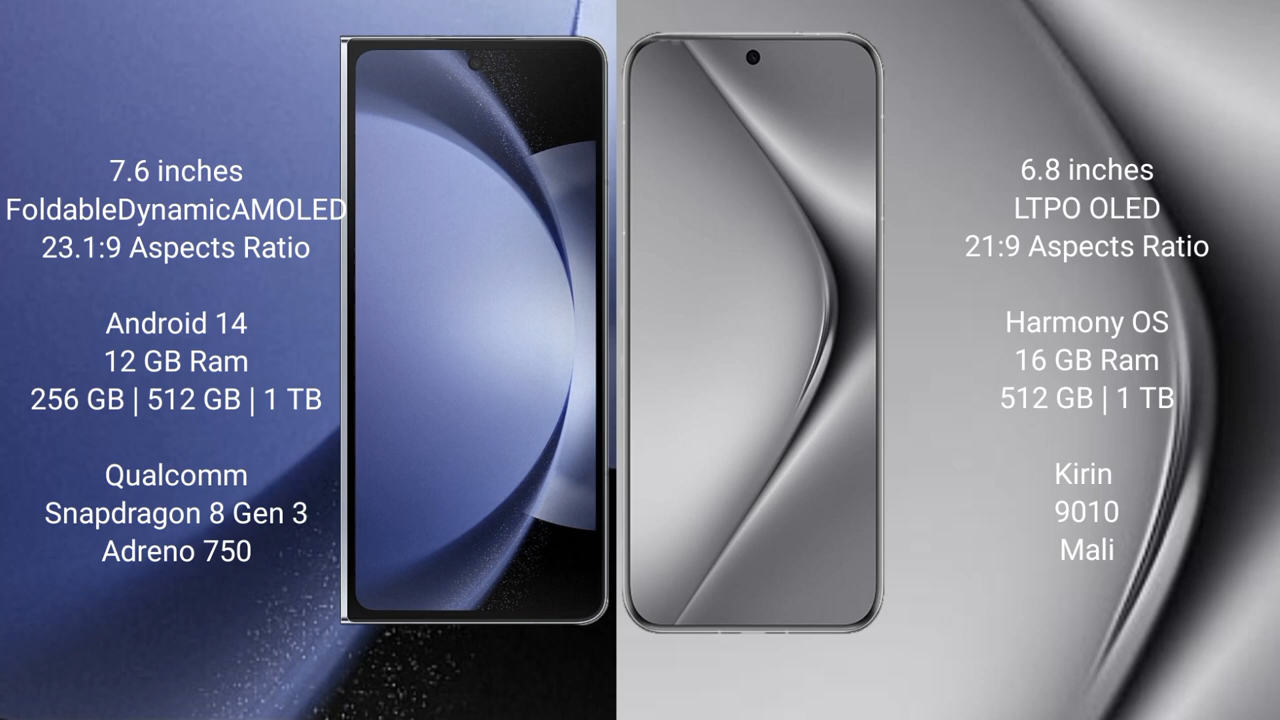 7.6 inches
FoldableDynamicAMOLED
23.1:9 Aspects Ratio
Android 14
12 GB Ram
256 GB | 512 GB | 1 TB
Qualcomm
Snapdragon 8 Gen 3
Adreno 750
6.8 inches
LTPO OLED
21:9 Aspects Ratio
Harmony OS
16 GB Ram
512 GB | 1 TB
Kirin
9010
Mali